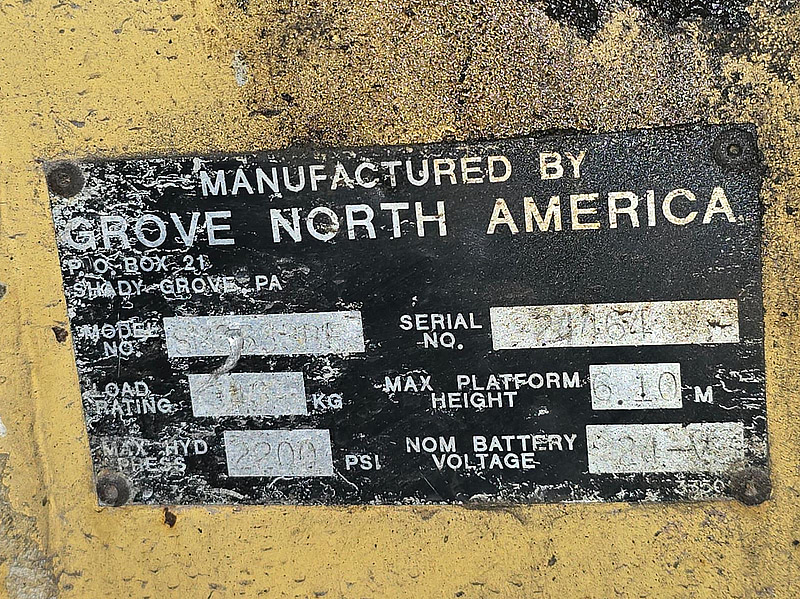 MANUFACTURED BY
GROVE NORTH AMERICA
P.O. BOX 21
SHADY GROVE, PA
MODEL NO.
SERIAL NO.
LOAD RATING KG
MAX PLATFORM HEIGHT 6.10 M
MAX HYD PRESS 2200 PSI
NOM BATTERY VOLTAGE